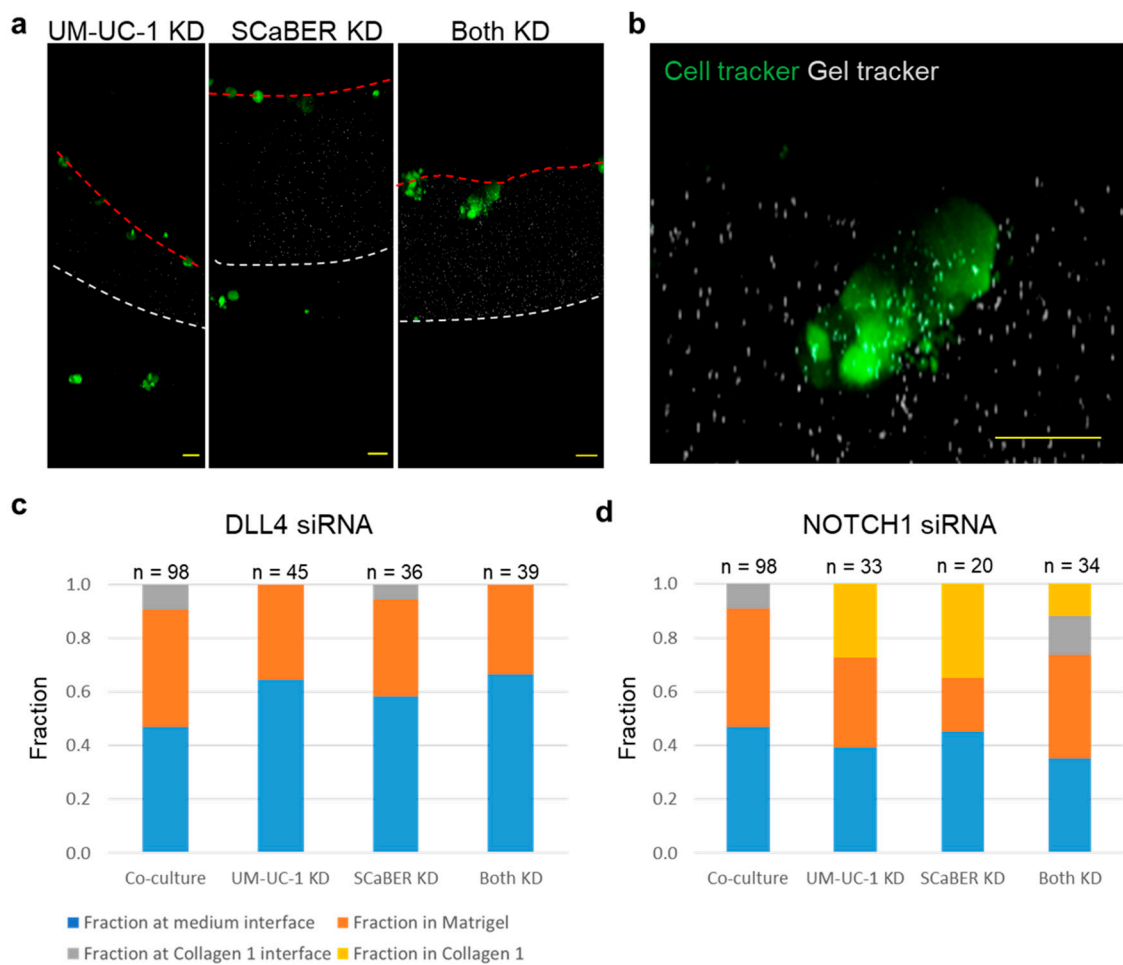 a
UM-UC-1 KD SCaBER KD Both KD
b
Cell tracker Gel tracker
c
DLL4 siRNA
n = 98 n = 45 n = 36 n = 39
1.0
0.8
0.6
0.4
0.2
0.0
Fraction
Co-culture UM-UC-1 KD SCaBER KD Both KD
d
NOTCH1 siRNA
n = 98 n = 33 n = 20 n = 34
1.0
0.8
0.6
0.4
0.2
0.0
Fraction
Co-culture UM-UC-1 KD SCaBER KD Both KD
Fraction at medium interface Fraction in Matrigel
Fraction at Collagen 1 interface Fraction in Collagen 1